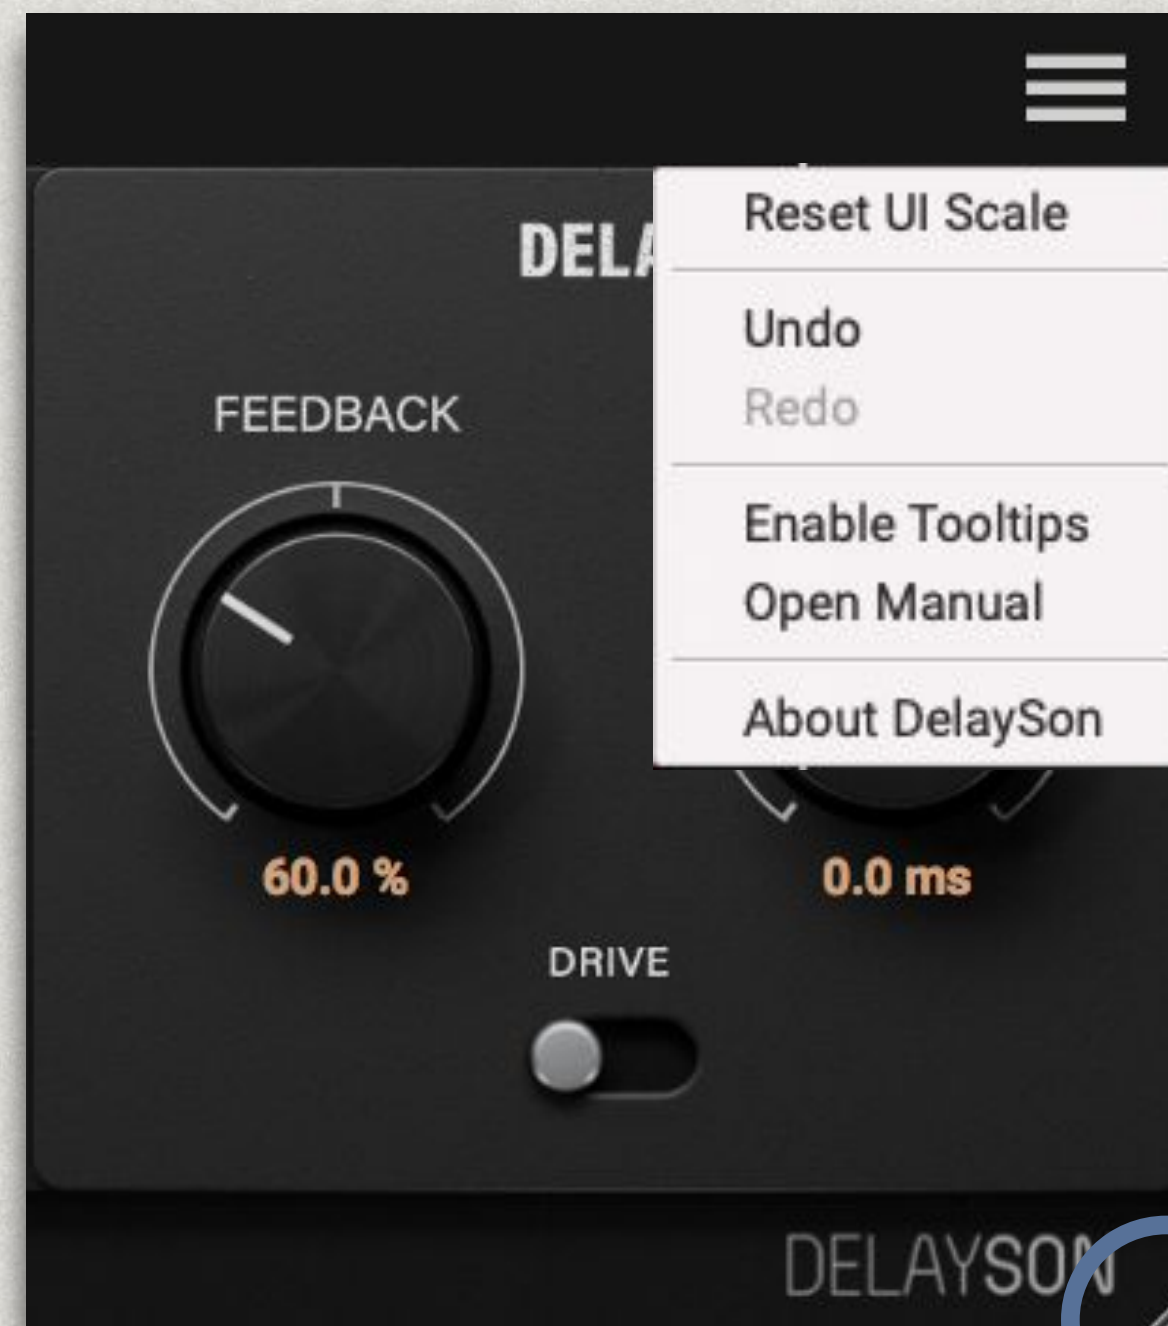 DELA
Reset UI Scale
Undo
Redo
Enable Tooltips
Open Manual
About DelaySon
FEEDBACK
60.0 %
0.0 ms
DRIVE
DELAYSON